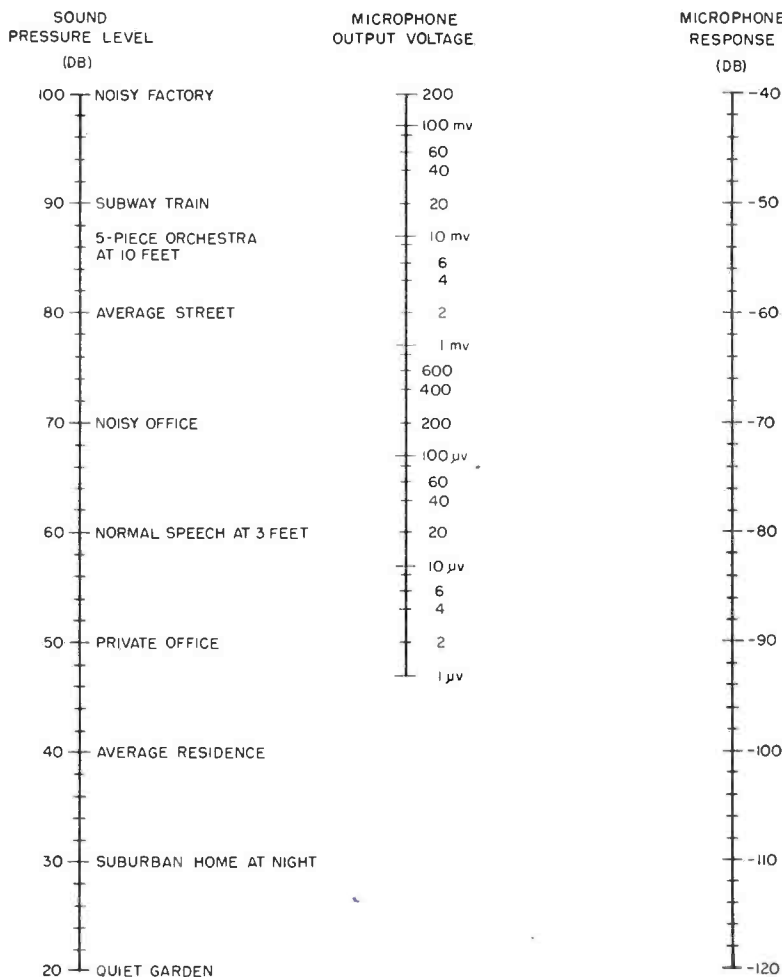 SOUND
PRESSURE LEVEL
(DB)
MICROPHONE
OUTPUT VOLTAGE
MICROPHONE
RESPONSE
(DB)
100 NOISY FACTORY
90 SUBWAY TRAIN
5-PIECE ORCHESTRA
AT 10 FEET
80 AVERAGE STREET
70 NOISY OFFICE
60 NORMAL SPEECH AT 3 FEET
50 PRIVATE OFFICE
40 AVERAGE RESIDENCE
30 SUBURBAN HOME AT NIGHT
20 QUIET GARDEN
200
100 mv
60
40
20
10 mv
6
4
2
1 mv
600
400
200
100 µv
60
40
20
10 µv
6
4
2
1 µv
-40
-50
-60
-70
-80
-90
-100
-110
-120